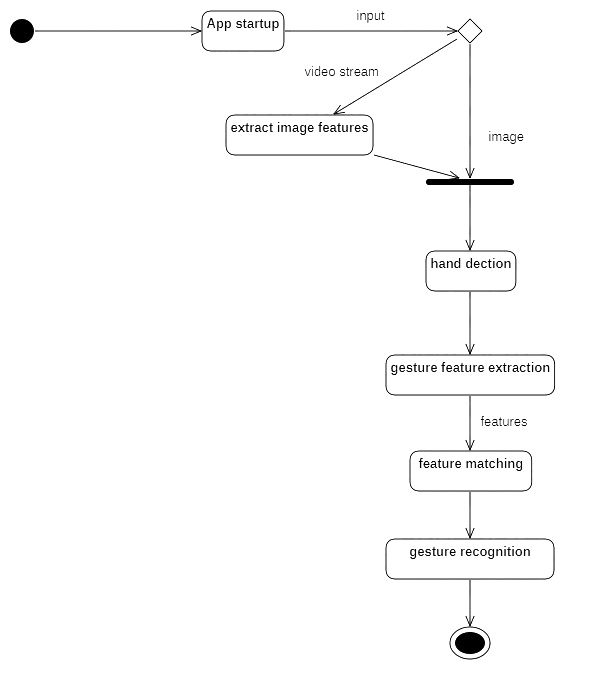 App startup
input
video stream
extract image features
image
hand dection
gesture feature extraction
features
feature matching
gesture recognition